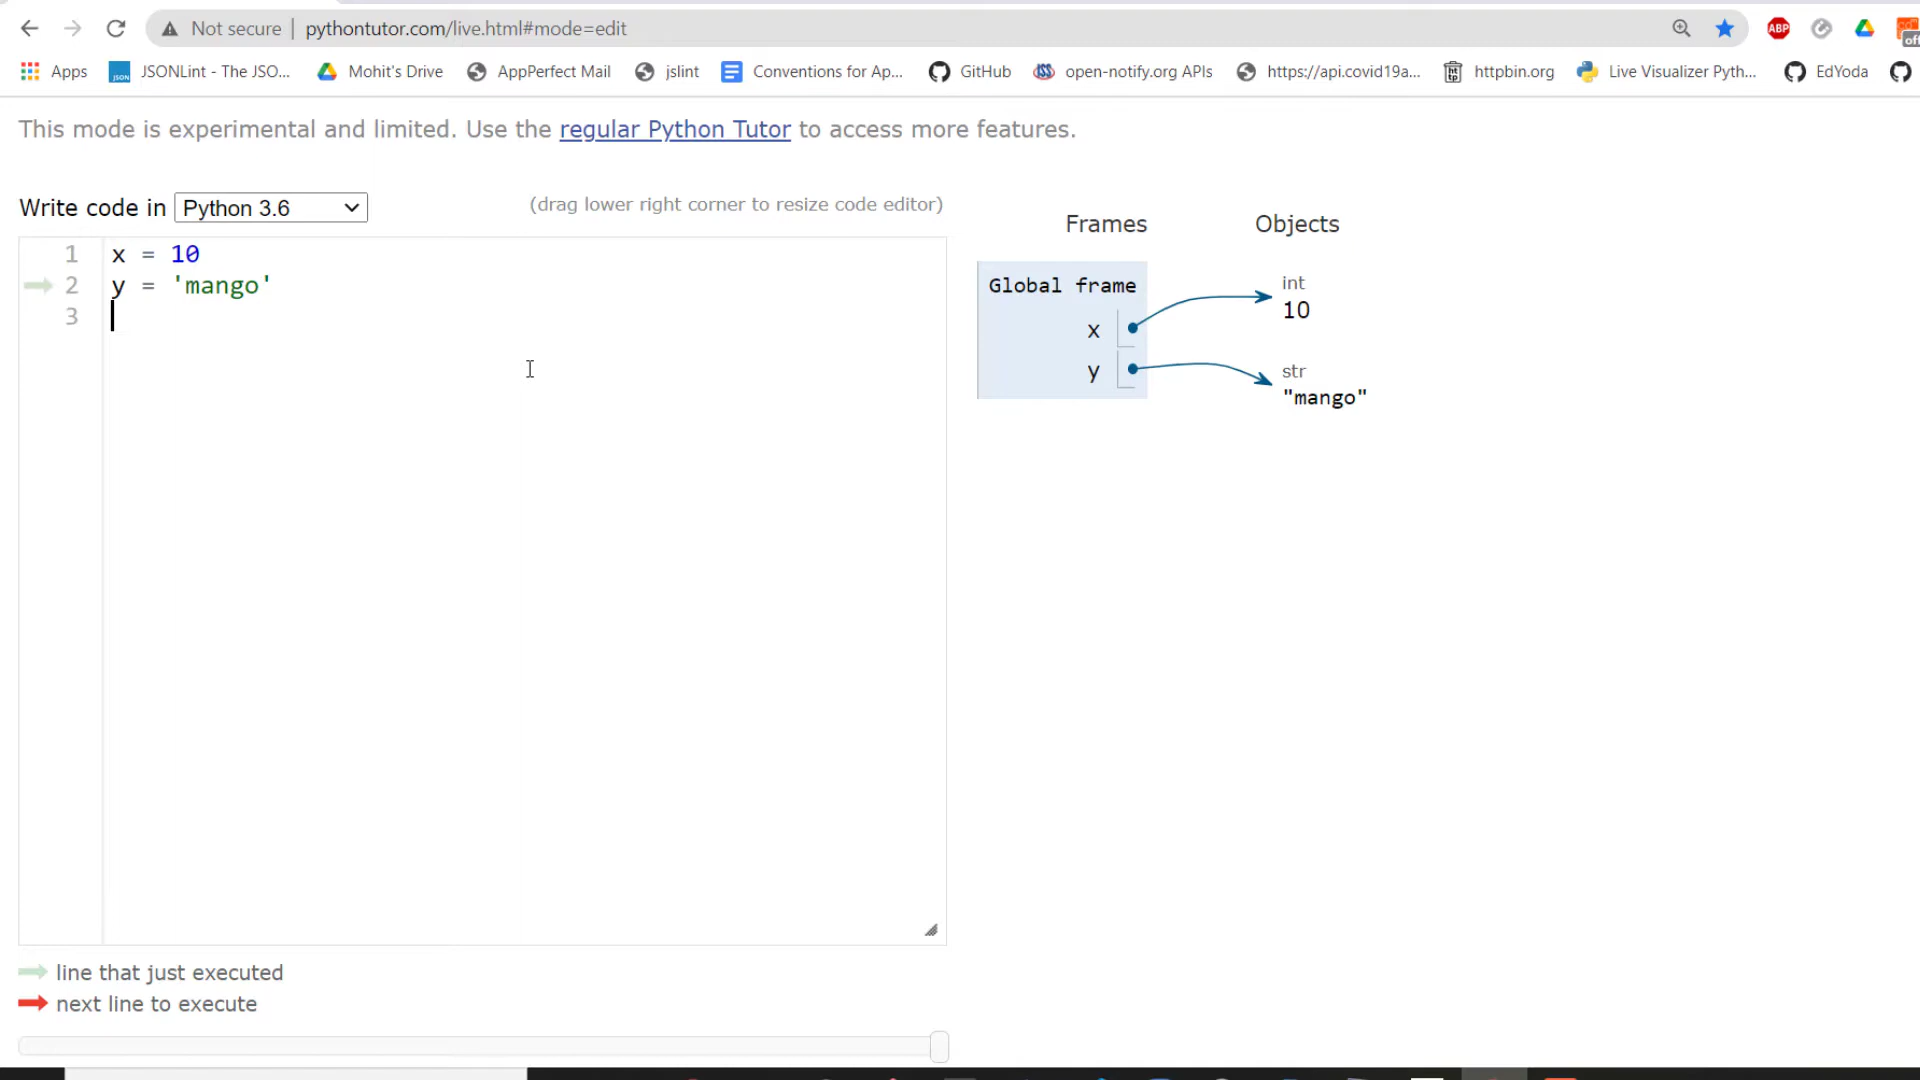 Not secure | pythontutor.com/live.html#mode=edit
ABP
off
Apps JSON JSONLint - The JSO... Mohit's Drive AppPerfect Mail jslint Conventions for Ap... GitHub ISS open-notify.org APIs https://api.covid19a... httpbin.org Live Visualizer Pyth... EdYoda
This mode is experimental and limited. Use the regular Python Tutor to access more features.
Write code in Python 3.6 (drag lower right corner to resize code editor)
1 x = 10
2 y = 'mango'
3
Frames Objects
Global frame
x
y
int
10
str
"mango"
line that just executed
next line to execute